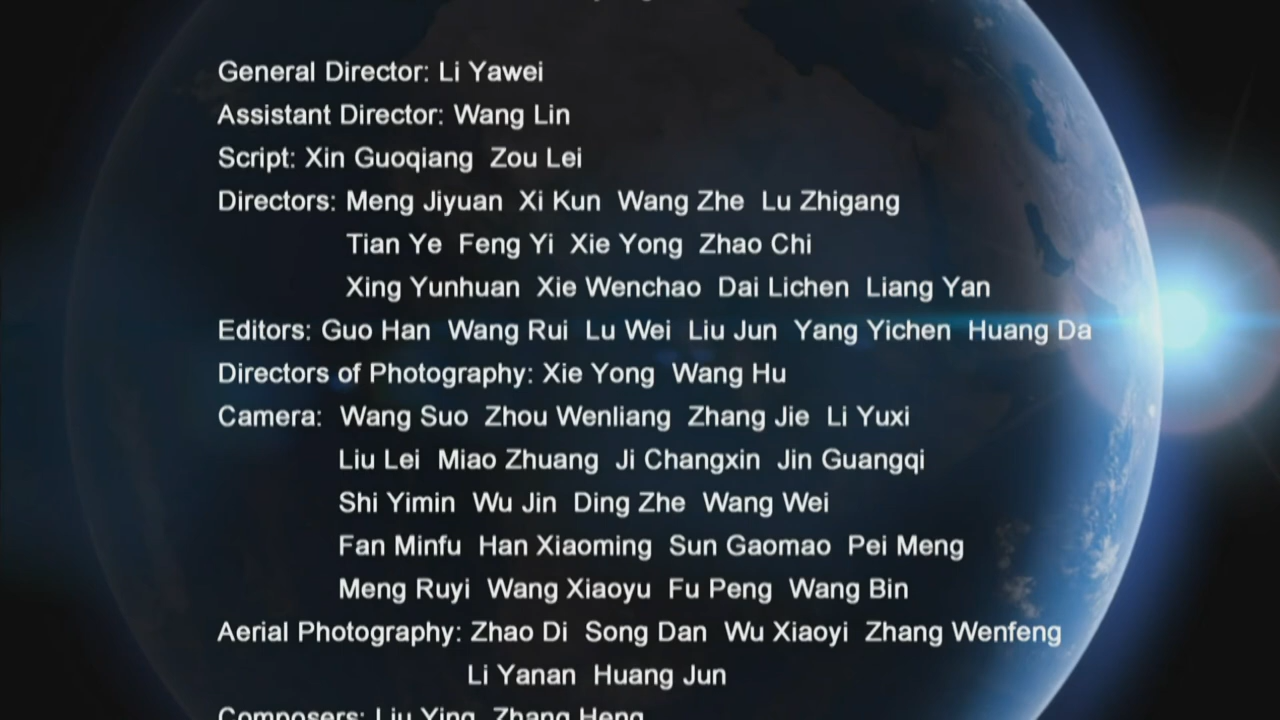 General Director: Li Yawei
Assistant Director: Wang Lin
Script: Xin Guoqiang Zou Lei
Directors: Meng Jiyuan Xi Kun Wang Zhe Lu Zhigang
Tian Ye Feng Yi Xie Yong Zhao Chi
Xing Yunhuan Xie Wenchao Dai Lichen Liang Yan
Editors: Guo Han Wang Rui Lu Wei Liu Jun Yang Yichen Huang Da
Directors of Photography: Xie Yong Wang Hu
Camera: Wang Suo Zhou Wenliang Zhang Jie Li Yuxi
Liu Lei Miao Zhuang Ji Changxin Jin Guangqi
Shi Yimin Wu Jin Ding Zhe Wang Wei
Fan Minfu Han Xiaoming Sun Gaomao Pei Meng
Meng Ruyi Wang Xiaoyu Fu Peng Wang Bin
Aerial Photography: Zhao Di Song Dan Wu Xiaoyi Zhang Wenfeng
Li Yanan Huang Jun
Composers: Liu Ying Zhang Heng